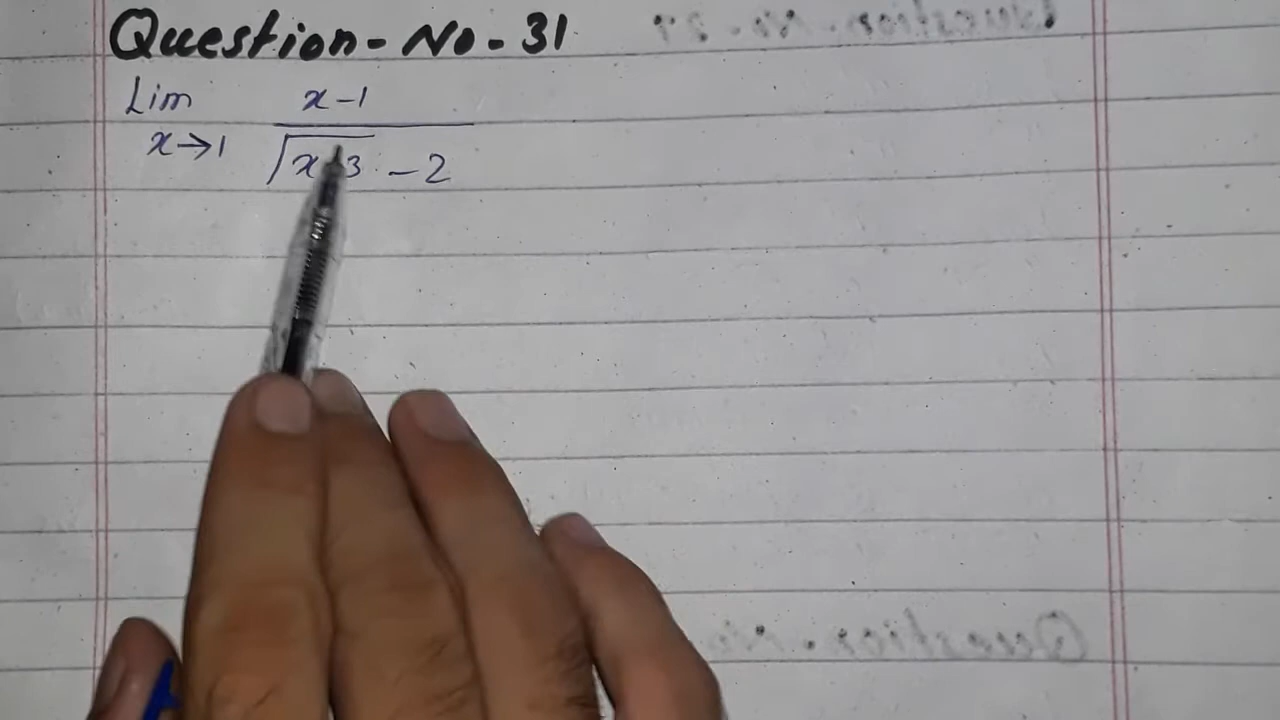 Question - No - 31
Lim x-1
x→1 √x 3 - 2